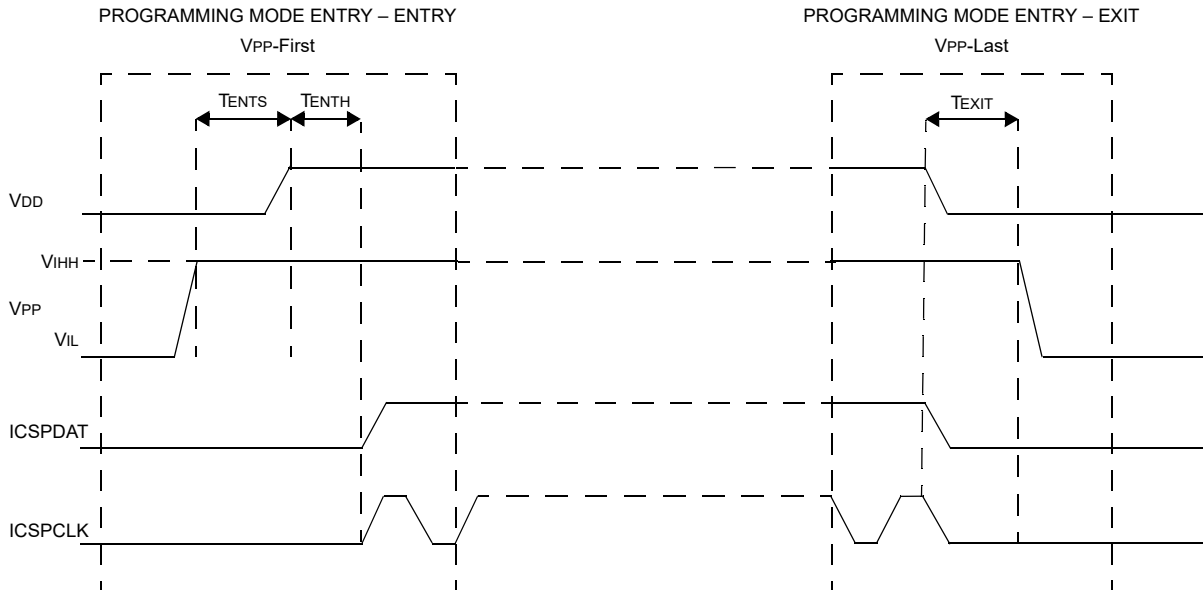 PROGRAMMING MODE ENTRY – ENTRY
VPP-First
PROGRAMMING MODE ENTRY – EXIT
VPP-Last
TENTS
TENTH
TEXIT
VDD
VIHH
VPP
VIL
ICSPDAT
ICSPCLK